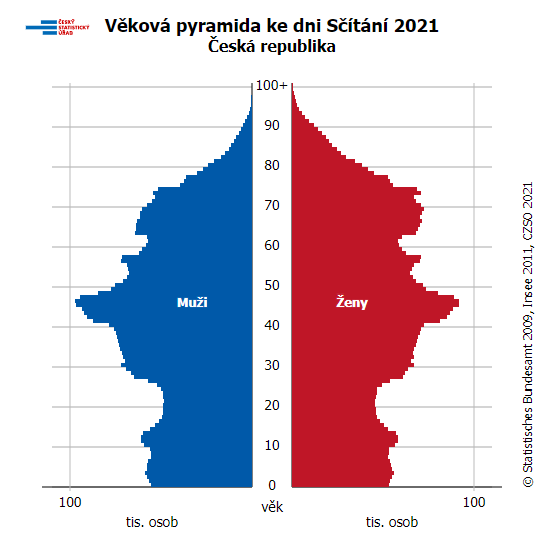 ČESKÝ
STATISTICKÝ
ÚŘAD
Věková pyramida ke dni Sčítání 2021
Česká republika
100+
90
80
70
60
50
40
30
20
10
0
Muži
Ženy
100
věk
100
tis. osob
tis. osob
© Statistisches Bundesamt 2009, Insee 2011, CZSO 2021